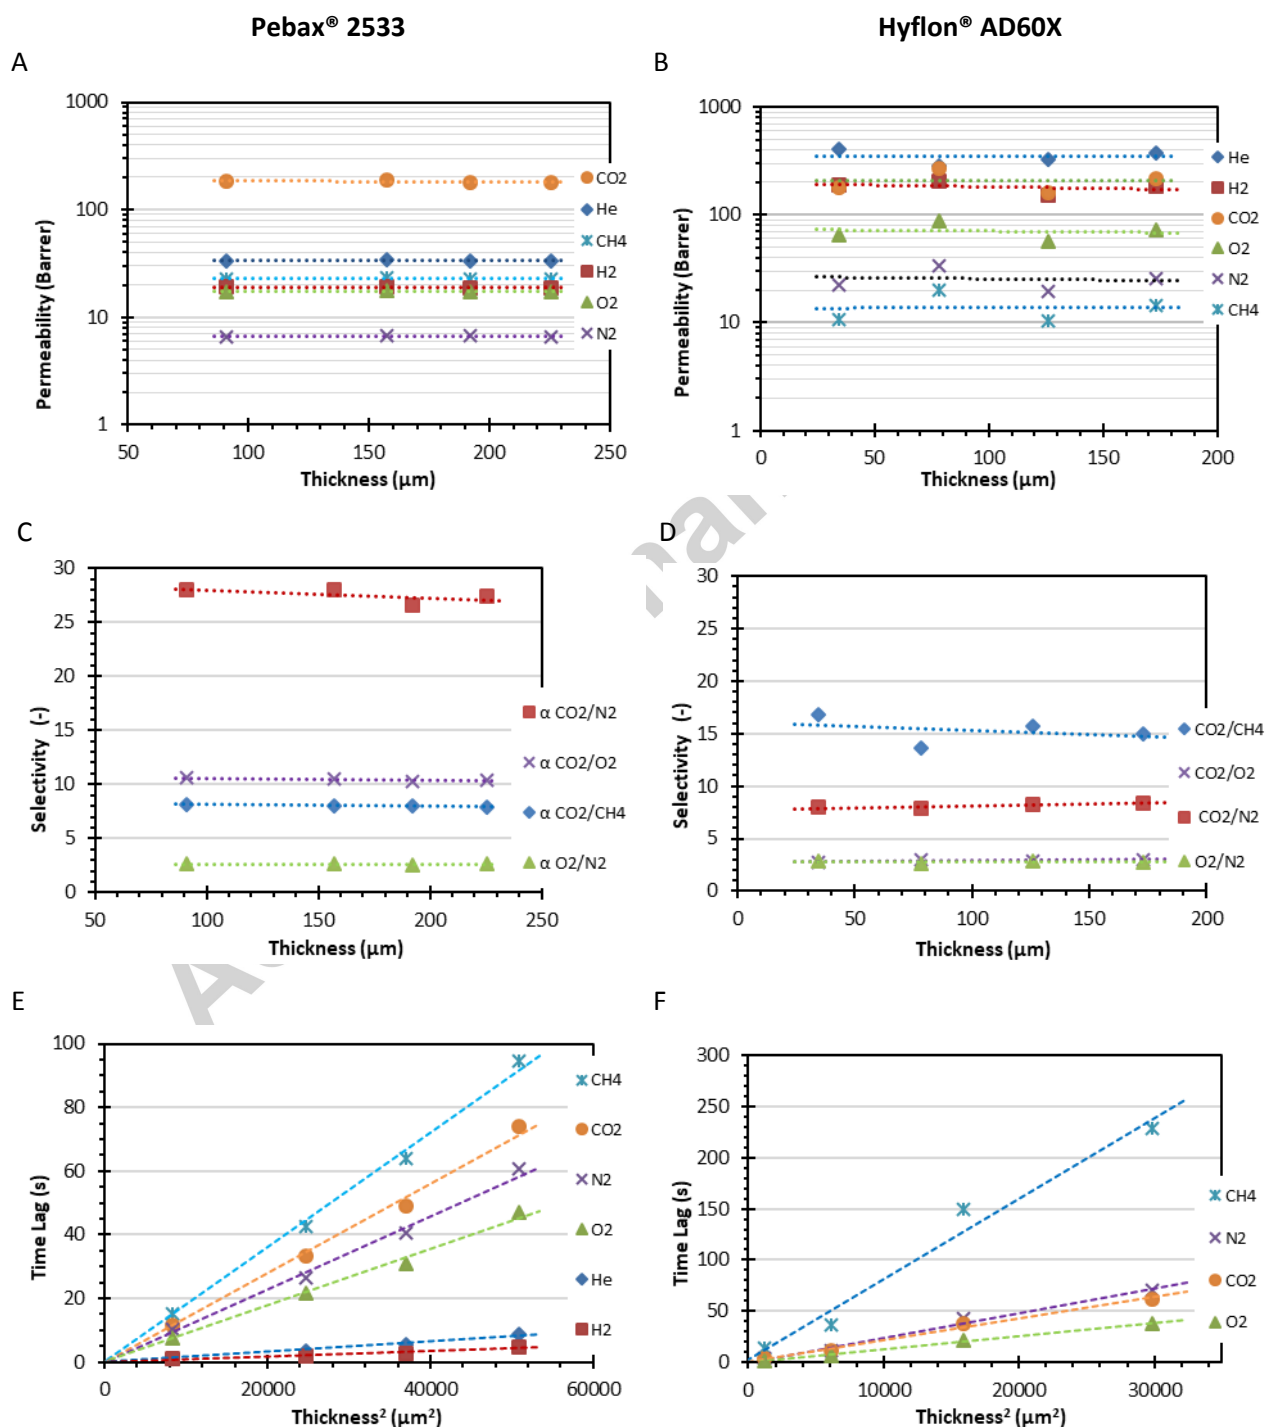 Pebax® 2533
Hyflon® AD60X
A
B
1000
100
10
1
50
100
150
200
250
Permeability (Barrer)
Thickness (µm)
CO2
He
CH4
H2
O2
N2
1000
100
10
1
0
50
100
150
200
Permeability (Barrer)
Thickness (µm)
He
H2
CO2
O2
N2
CH4
C
D
30
25
20
15
10
5
0
50
100
150
200
250
Selectivity (-)
Thickness (µm)
α CO2/N2
α CO2/O2
α CO2/CH4
α O2/N2
30
25
20
15
10
5
0
0
50
100
150
200
Selectivity (-)
Thickness (µm)
CO2/CH4
CO2/O2
CO2/N2
O2/N2
E
F
100
80
60
40
20
0
0
20000
40000
60000
Time Lag (s)
Thickness² (µm²)
CH4
CO2
N2
O2
He
H2
300
250
200
150
100
50
0
0
10000
20000
30000
Time Lag (s)
Thickness² (µm²)
CH4
N2
CO2
O2